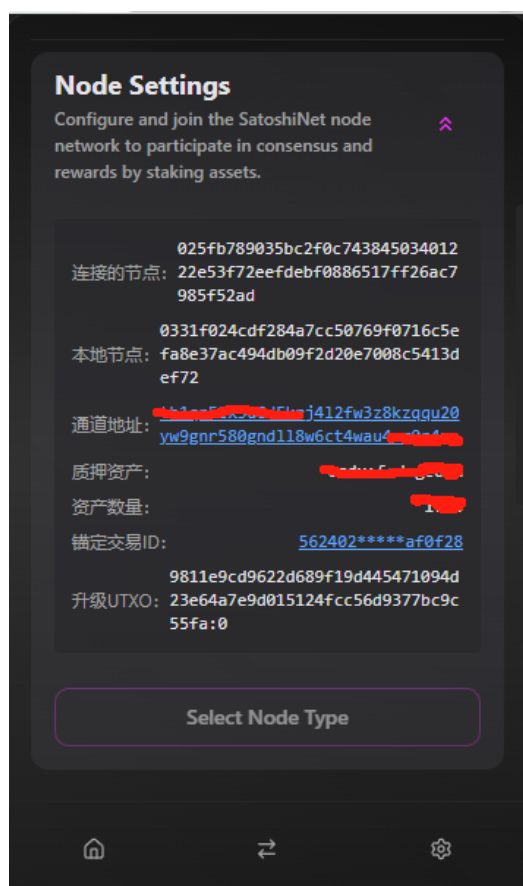 Node Settings
Configure and join the SatoshiNet node
network to participate in consensus and
rewards by staking assets.
025fb789035bc2f0c743845034012
连接的节点: 22e53f72eefdebf0886517ff26ac7
985f52ad
0331f024cdf284a7cc50769f0716c5e
本地节点: fa8e37ac494db09f2d20e7008c5413d
ef72
通道地址: j4l2fw3z8kzqqu20
yw9gnr580gndll8w6ct4wau4
质押资产:
资产数量:
锚定交易ID: 562402*****af0f28
9811e9cd9622d689f19d445471094d
升级UTXO: 23e64a7e9d015124fcc56d9377bc9c
55fa:0
Select Node Type